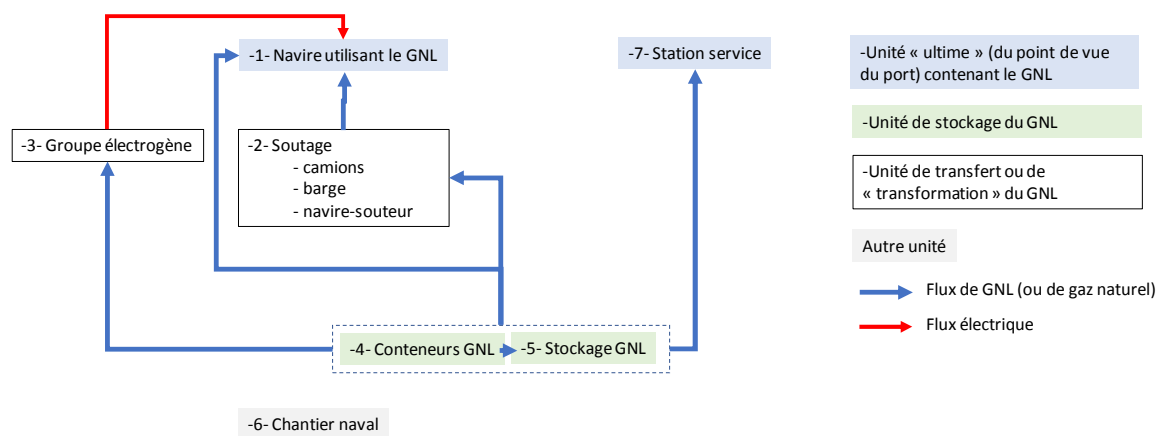 -1- Navire utilisant le GNL
-7- Station service
-3- Groupe électrogène
-2- Soutage
- camions
- barge
- navire-souteur
-4- Conteneurs GNL
-5- Stockage GNL
-6- Chantier naval
-Unité « ultime » (du point de vue
du port) contenant le GNL
-Unité de stockage du GNL
-Unité de transfert ou de
« transformation » du GNL
Autre unité
Flux de GNL (ou de gaz naturel)
Flux électrique